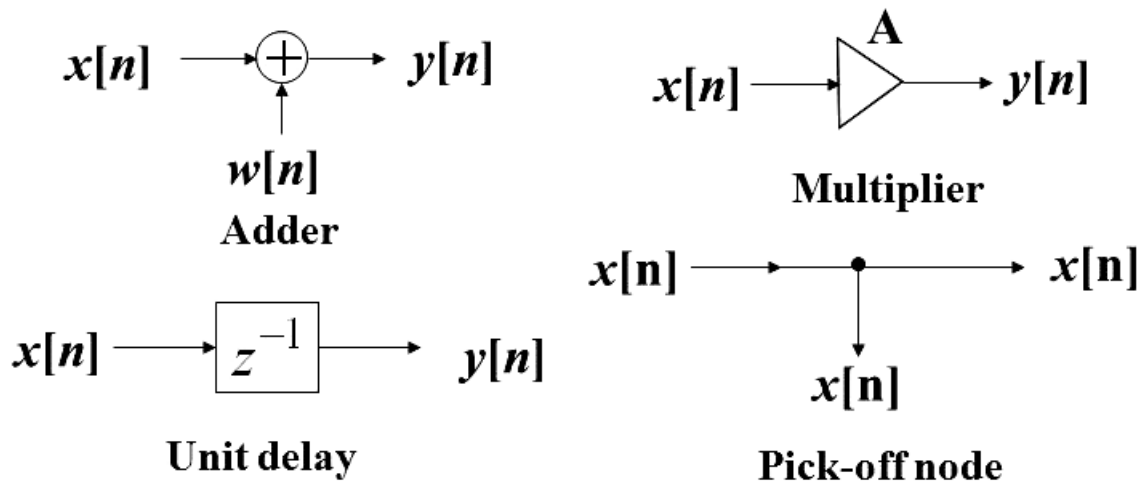 x[n]
+
y[n]
w[n]
Adder
A
x[n]
y[n]
Multiplier
x[n]
z⁻¹
y[n]
Unit delay
x[n]
x[n]
x[n]
Pick-off node